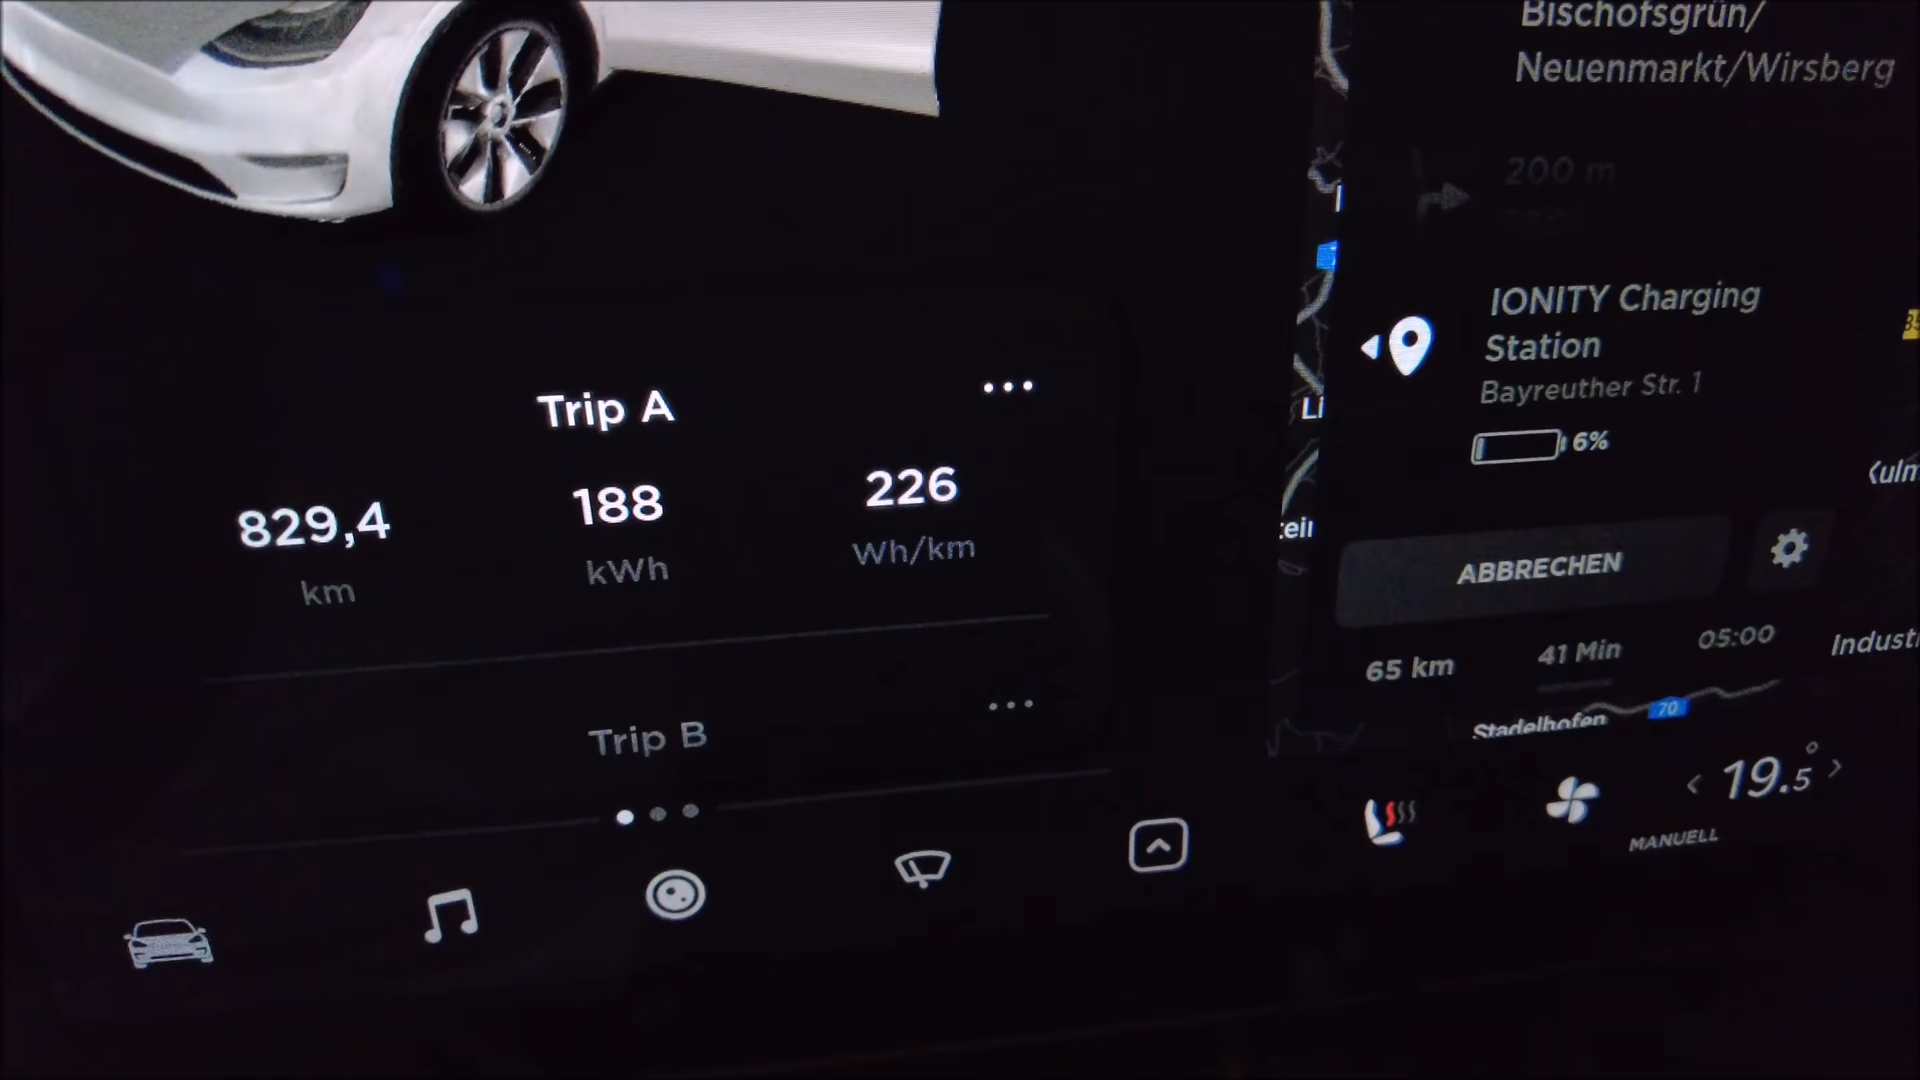 Bischofsgrün/
Neuenmarkt/Wirsberg
200 m
IONITY Charging
Station
Bayreuther Str. 1
6%
ABBRECHEN
65 km
41 Min
05:00
Stadelhofen
70
Trip A
829,4
km
188
kWh
226
Wh/km
Trip B
19.5°
MANUELL